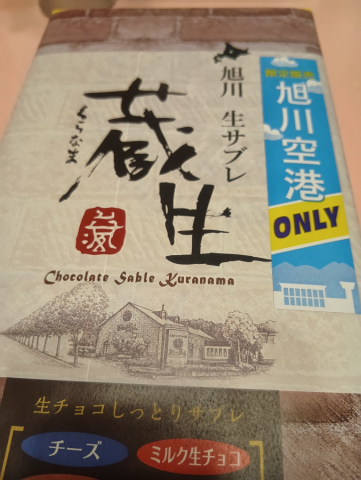 旭川 生サブレ
蔵生
くらなま
限定販売
旭川空港
ONLY
Chocolate Sable Kuranama
生チョコしっとりサブレ
チーズ
ミルク生チョコ